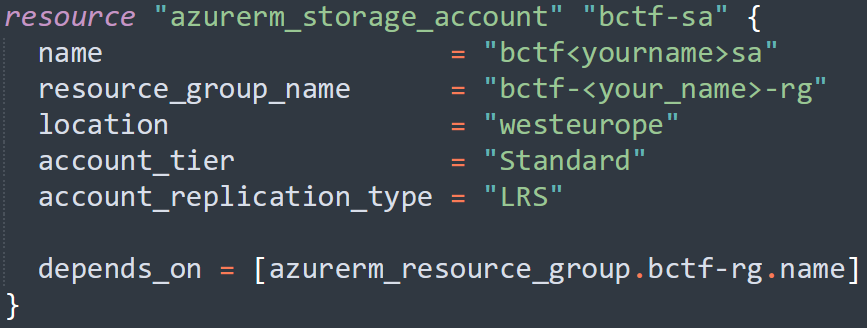 resource "azurerm_storage_account" "bctf-sa" {
  name                     = "bctf<yourname>sa"
  resource_group_name      = "bctf-<your_name>-rg"
  location                 = "westeurope"
  account_tier             = "Standard"
  account_replication_type = "LRS"

  depends_on = [azurerm_resource_group.bctf-rg.name]
}